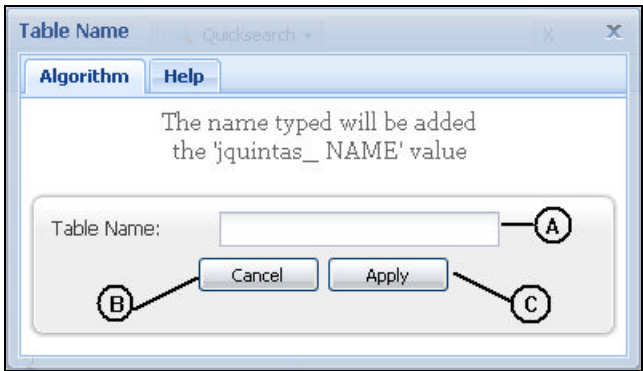 Table Name
Quicksearch
X
Algorithm Help
The name typed will be added
the 'jquintas_ NAME' value
Table Name:
A
Cancel Apply
B
C